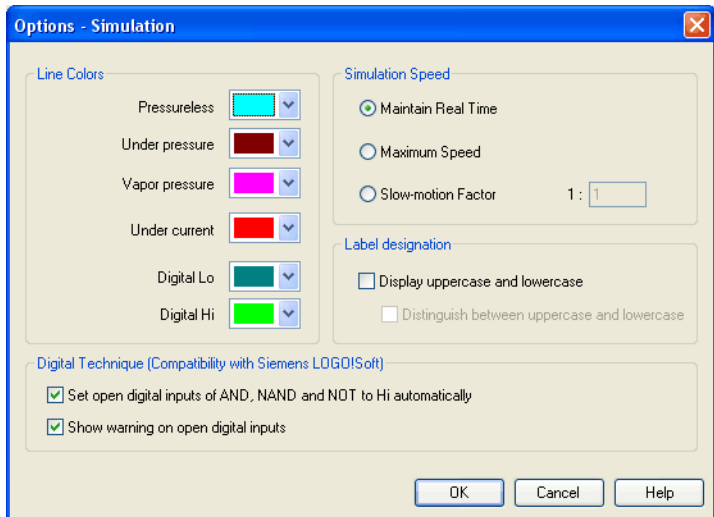 Options - Simulation
Line Colors
Pressureless
Under pressure
Vapor pressure
Under current
Digital Lo
Digital Hi
Simulation Speed
Maintain Real Time
Maximum Speed
Slow-motion Factor 1 : 1
Label designation
Display uppercase and lowercase
Distinguish between uppercase and lowercase
Digital Technique (Compatibility with Siemens LOGO!Soft)
Set open digital inputs of AND, NAND and NOT to Hi automatically
Show warning on open digital inputs
OK Cancel Help